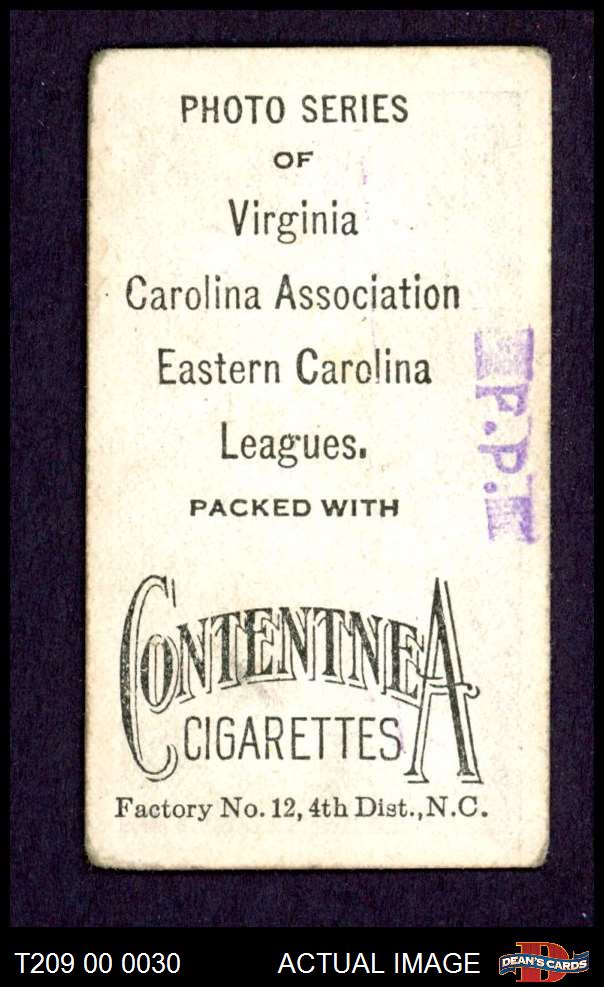 PHOTO SERIES
OF
Virginia
Carolina Association
Eastern Carolina
Leagues.
PACKED WITH
CONTENTNEA
CIGARETTES
Factory No. 12, 4th Dist., N.C.
F.P.
T209 00 0030
ACTUAL IMAGE
DEAN'S CARDS